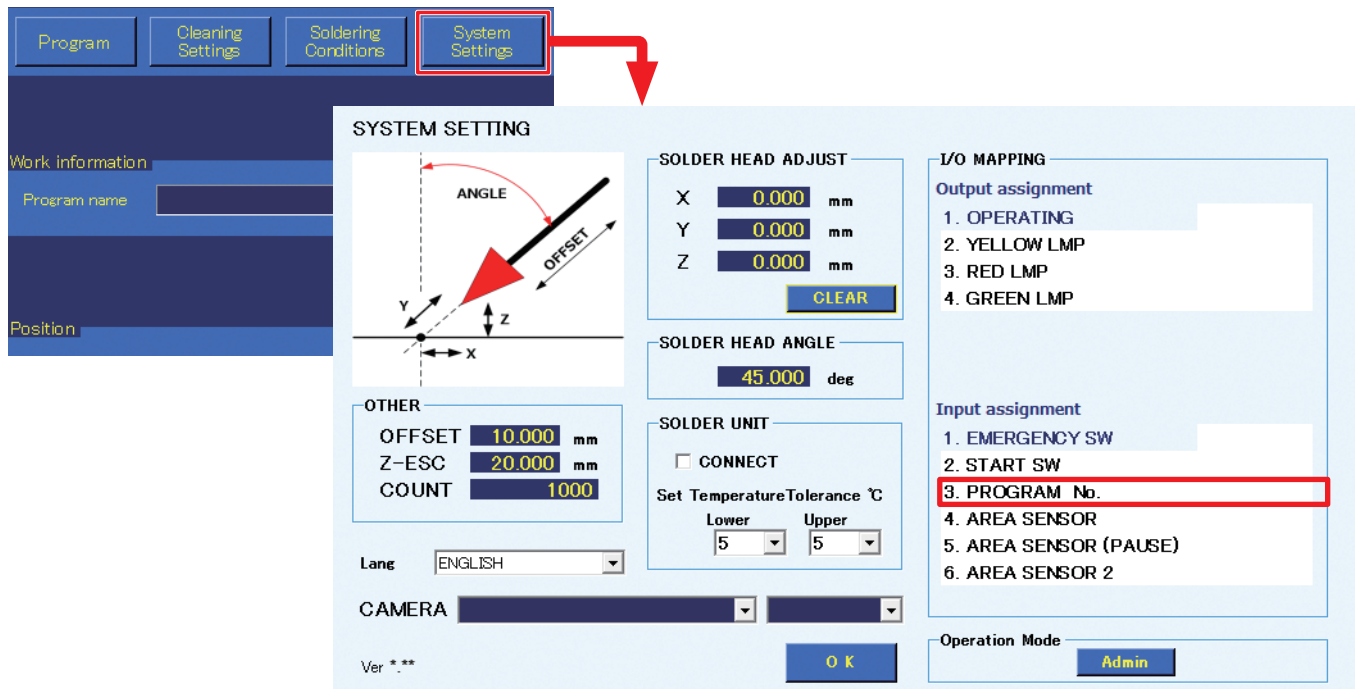 Program
Cleaning
Settings
Soldering
Conditions
System
Settings
Work information
Program name
Position
SYSTEM SETTING
ANGLE
OFFSET
Y
Z
X
OTHER
OFFSET 10.000 mm
Z-ESC 20.000 mm
COUNT 1000
Lang ENGLISH
CAMERA
Ver *.**
SOLDER HEAD ADJUST
X 0.000 mm
Y 0.000 mm
Z 0.000 mm
CLEAR
SOLDER HEAD ANGLE
45.000 deg
SOLDER UNIT
CONNECT
Set TemperatureTolerance ℃
Lower Upper
5 5
O K
I/O MAPPING
Output assignment
1. OPERATING
2. YELLOW LMP
3. RED LMP
4. GREEN LMP
Input assignment
1. EMERGENCY SW
2. START SW
3. PROGRAM No.
4. AREA SENSOR
5. AREA SENSOR (PAUSE)
6. AREA SENSOR 2
Operation Mode
Admin